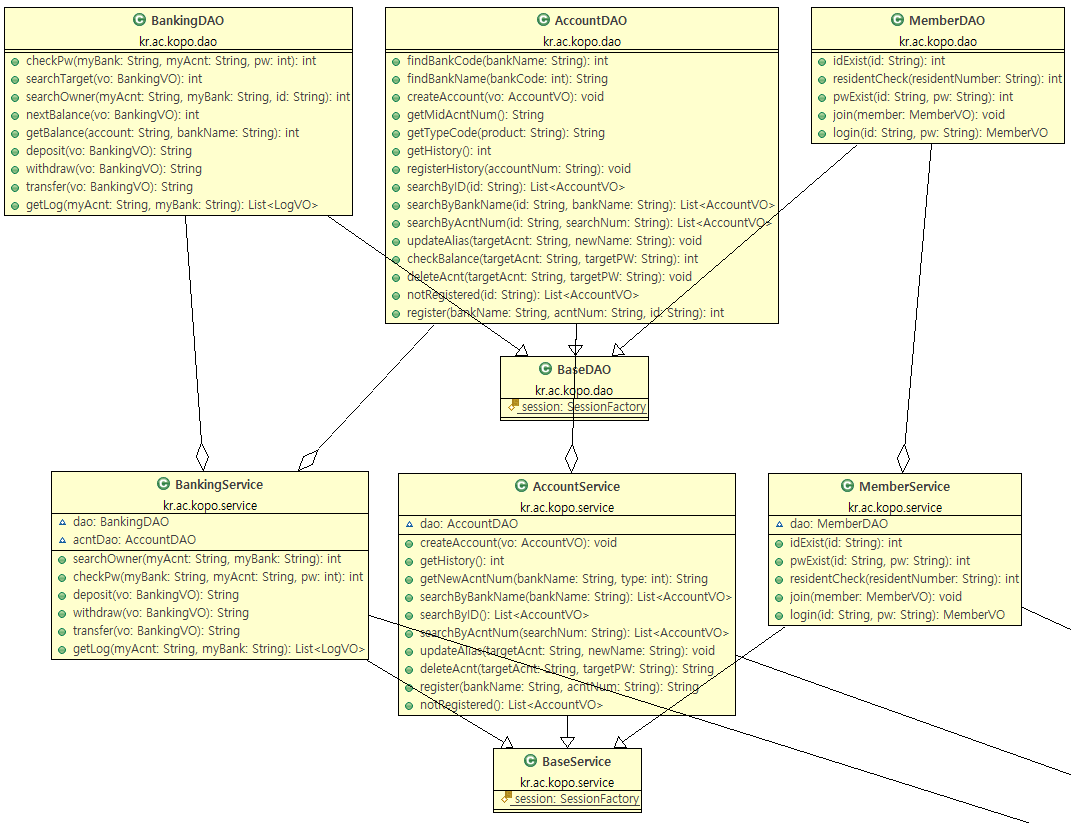 BankingDAO
kr.ac.kopo.dao
checkPw(myBank: String, myAcnt: String, pw: int): int
searchTarget(vo: BankingVO): int
searchOwner(myAcnt: String, myBank: String, id: String): int
nextBalance(vo: BankingVO): int
getBalance(account: String, bankName: String): int
deposit(vo: BankingVO): String
withdraw(vo: BankingVO): String
transfer(vo: BankingVO): String
getLog(myAcnt: String, myBank: String): List<LogVO>
AccountDAO
kr.ac.kopo.dao
findBankCode(bankName: String): int
findBankName(bankCode: int): String
createAccount(vo: AccountVO): void
getMidAcntNum(): String
getTypeCode(product: String): String
getHistory(): int
registerHistory(accountNum: String): void
searchByID(id: String): List<AccountVO>
searchByBankName(id: String, bankName: String): List<AccountVO>
searchByAcntNum(id: String, searchNum: String): List<AccountVO>
updateAlias(targetAcnt: String, newName: String): void
checkBalance(targetAcnt: String, targetPW: String): int
deleteAcnt(targetAcnt: String, targetPW: String): void
notRegistered(id: String): List<AccountVO>
register(bankName: String, acntNum: String, id: String): int
MemberDAO
kr.ac.kopo.dao
idExist(id: String): int
residentCheck(residentNumber: String): int
pwExist(id: String, pw: String): int
join(member: MemberVO): void
login(id: String, pw: String): MemberVO
BaseDAO
kr.ac.kopo.dao
session: SessionFactory
BankingService
kr.ac.kopo.service
dao: BankingDAO
acntDao: AccountDAO
searchOwner(myAcnt: String, myBank: String): int
checkPw(myBank: String, myAcnt: String, pw: int): int
deposit(vo: BankingVO): String
withdraw(vo: BankingVO): String
transfer(vo: BankingVO): String
getLog(myAcnt: String, myBank: String): List<LogVO>
AccountService
kr.ac.kopo.service
dao: AccountDAO
createAccount(vo: AccountVO): void
getHistory(): int
getNewAcntNum(bankName: String, type: int): String
searchByBankName(bankName: String): List<AccountVO>
searchByID(): List<AccountVO>
searchByAcntNum(searchNum: String): List<AccountVO>
updateAlias(targetAcnt: String, newName: String): void
deleteAcnt(targetAcnt: String, targetPW: String): String
register(bankName: String, acntNum: String): String
notRegistered(): List<AccountVO>
MemberService
kr.ac.kopo.service
dao: MemberDAO
idExist(id: String): int
pwExist(id: String, pw: String): int
residentCheck(residentNumber: String): int
join(member: MemberVO): void
login(id: String, pw: String): MemberVO
BaseService
kr.ac.kopo.service
session: SessionFactory